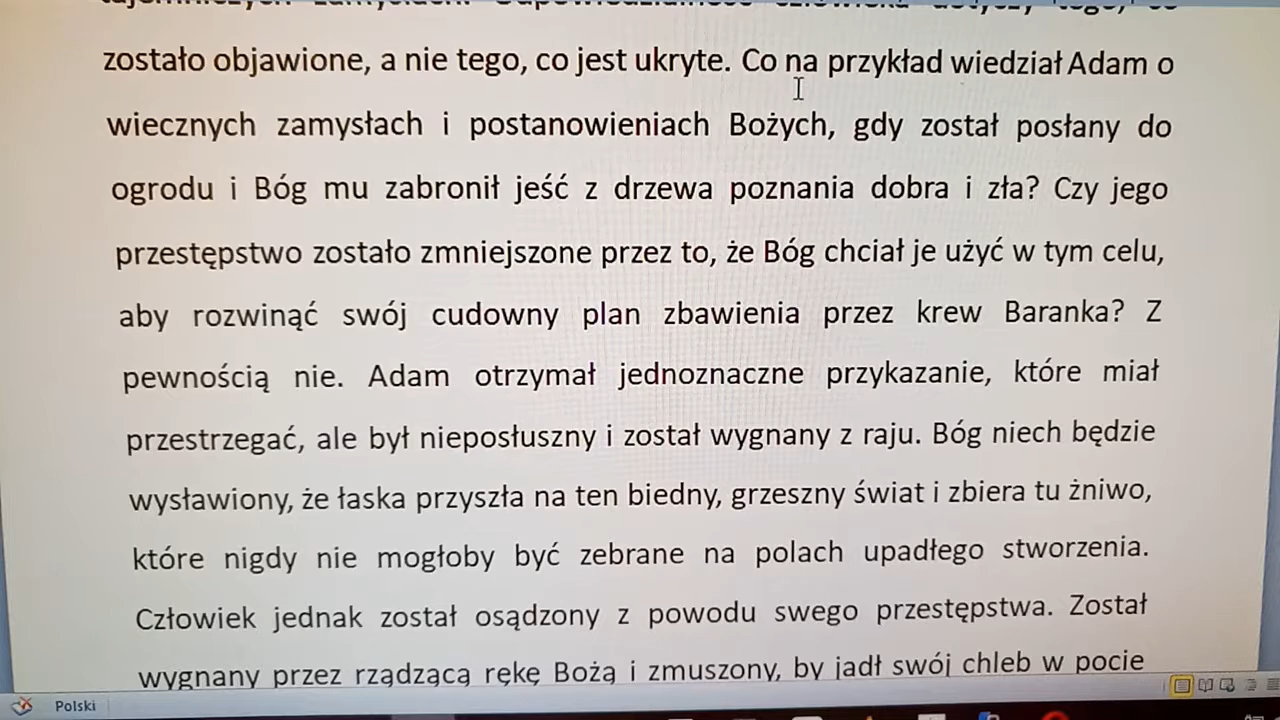 zostało objawione, a nie tego, co jest ukryte. Co na przykład wiedział Adam o
wiecznych zamysłach i postanowieniach Bożych, gdy został posłany do
ogrodu i Bóg mu zabronił jeść z drzewa poznania dobra i zła? Czy jego
przestępstwo zostało zmniejszone przez to, że Bóg chciał je użyć w tym celu,
aby rozwinąć swój cudowny plan zbawienia przez krew Baranka? Z
pewnością nie. Adam otrzymał jednoznaczne przykazanie, które miał
przestrzegać, ale był nieposłuszny i został wygnany z raju. Bóg niech będzie
wysławiony, że łaska przyszła na ten biedny, grzeszny świat i zbiera tu żniwo,
które nigdy nie mogłoby być zebrane na polach upadłego stworzenia.
Człowiek jednak został osądzony z powodu swego przestępstwa. Został
wygnany przez rządzącą rękę Bożą i zmuszony, by jadł swój chleb w pocie
Polski